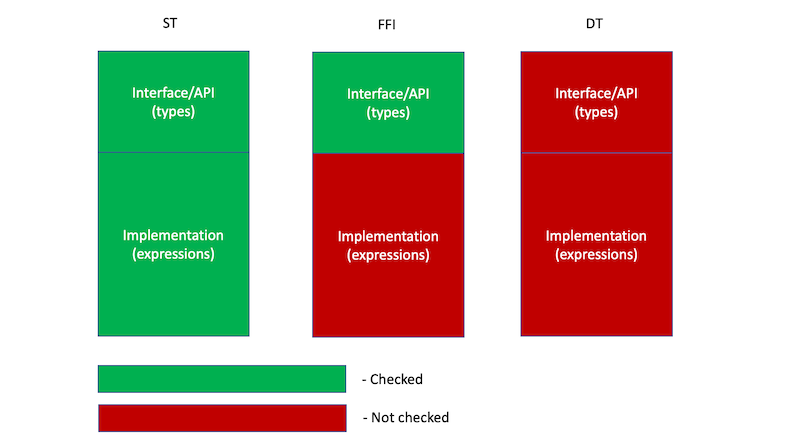 ST
FFI
DT
Interface/API
(types)
Interface/API
(types)
Interface/API
(types)
Implementation
(expressions)
Implementation
(expressions)
Implementation
(expressions)
- Checked
- Not checked